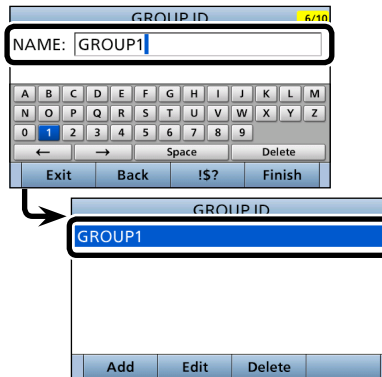 GROUP ID 6/10
NAME: GROUP1
A B C D E F G H I J K L M
N O P Q R S T U V W X Y Z
0 1 2 3 4 5 6 7 8 9
← → Space Delete
Exit Back !$? Finish
GROUP ID
GROUP1
Add Edit Delete